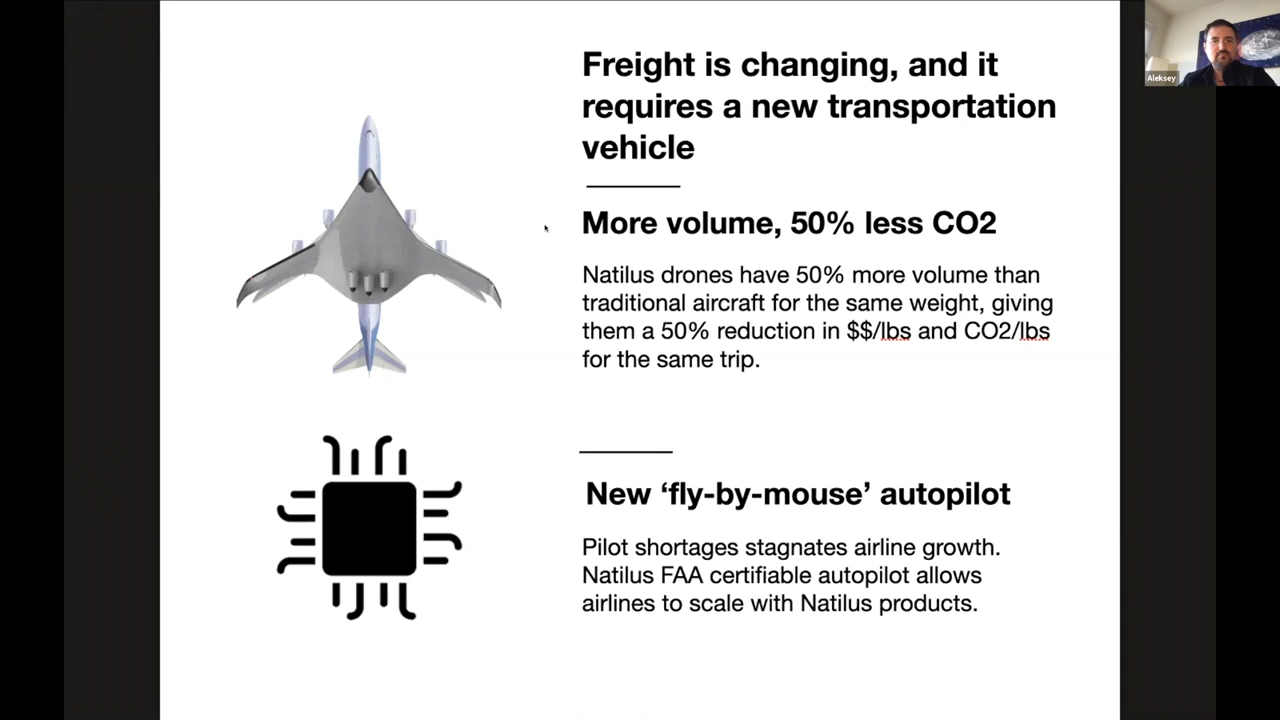 Freight is changing, and it
requires a new transportation
vehicle
More volume, 50% less CO2
Natilus drones have 50% more volume than
traditional aircraft for the same weight, giving
them a 50% reduction in $$/lbs and CO2/lbs
for the same trip.
New ‘fly-by-mouse’ autopilot
Pilot shortages stagnates airline growth.
Natilus FAA certifiable autopilot allows
airlines to scale with Natilus products.
Aleksey